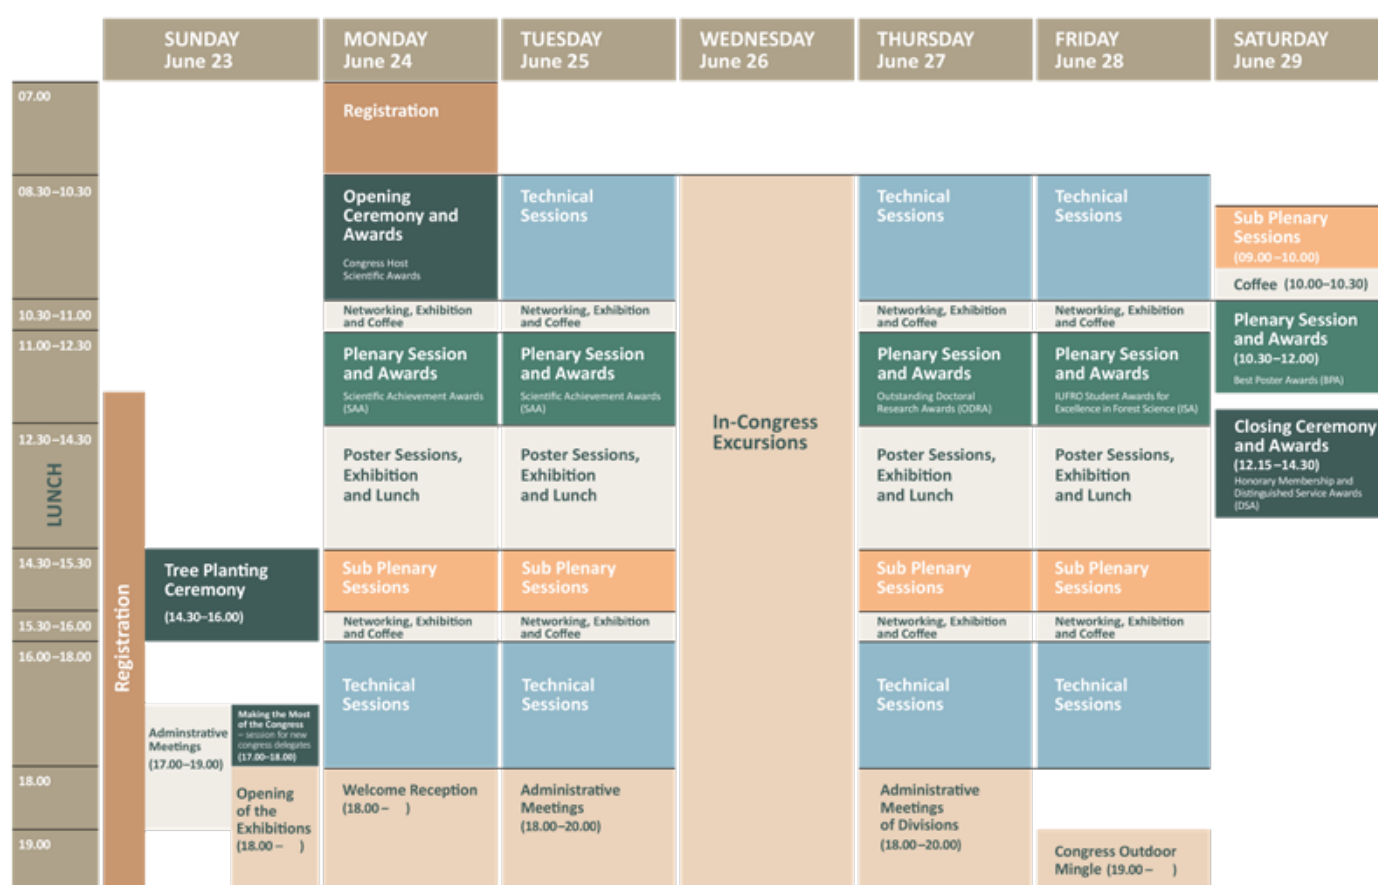 SUNDAY
June 23
MONDAY
June 24
TUESDAY
June 25
WEDNESDAY
June 26
THURSDAY
June 27
FRIDAY
June 28
SATURDAY
June 29
07.00
08.30–10.30
10.30–11.00
11.00–12.30
12.30–14.30
LUNCH
14.30–15.30
15.30–16.00
16.00–18.00
18.00
19.00
Registration
Tree Planting
Ceremony
(14.30–16.00)
Adminstrative
Meetings
(17.00–19.00)
Making the Most
of the Congress
– session for new
congress delegates
(17.00–18.00)
Opening
of the
Exhibitions
(18.00 –    )
Registration
Opening
Ceremony and
Awards
Congress Host
Scientific Awards
Networking, Exhibition
and Coffee
Plenary Session
and Awards
Scientific Achievement Awards
(SAA)
Poster Sessions,
Exhibition
and Lunch
Sub Plenary
Sessions
Networking, Exhibition
and Coffee
Technical
Sessions
Welcome Reception
(18.00 –    )
Technical
Sessions
Networking, Exhibition
and Coffee
Plenary Session
and Awards
Scientific Achievement Awards
(SAA)
Poster Sessions,
Exhibition
and Lunch
Sub Plenary
Sessions
Networking, Exhibition
and Coffee
Technical
Sessions
Administrative
Meetings
(18.00–20.00)
In-Congress
Excursions
Technical
Sessions
Networking, Exhibition
and Coffee
Plenary Session
and Awards
Outstanding Doctoral
Research Awards (ODRA)
Poster Sessions,
Exhibition
and Lunch
Sub Plenary
Sessions
Networking, Exhibition
and Coffee
Technical
Sessions
Administrative
Meetings
of Divisions
(18.00–20.00)
Technical
Sessions
Networking, Exhibition
and Coffee
Plenary Session
and Awards
IUFRO Student Awards for
Excellence in Forest Science (ISA)
Poster Sessions,
Exhibition
and Lunch
Sub Plenary
Sessions
Networking, Exhibition
and Coffee
Technical
Sessions
Congress Outdoor
Mingle (19.00 –    )
Sub Plenary
Sessions
(09.00–10.00)
Coffee (10.00–10.30)
Plenary Session
and Awards
(10.30–12.00)
Best Poster Awards (BPA)
Closing Ceremony
and Awards
(12.15–14.30)
Honorary Membership and
Distinguished Service Awards
(DSA)